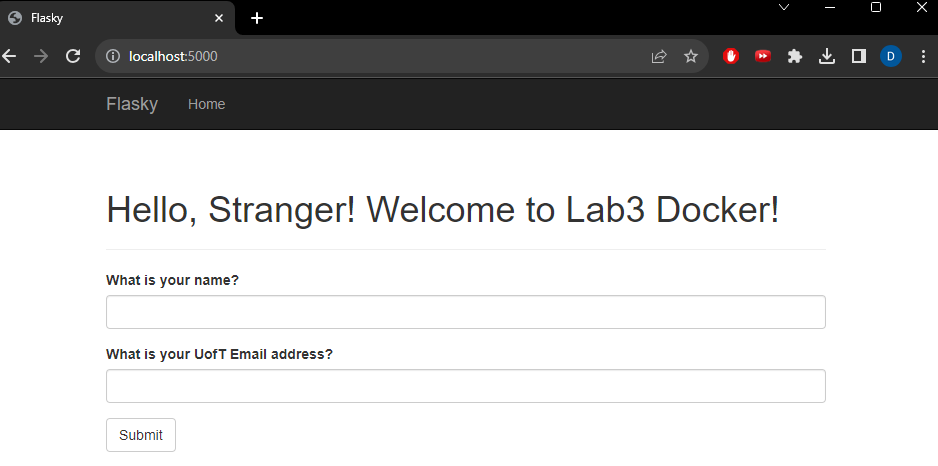 Flasky
localhost:5000
D
Flasky Home
Hello, Stranger! Welcome to Lab3 Docker!
What is your name?
What is your UofT Email address?
Submit